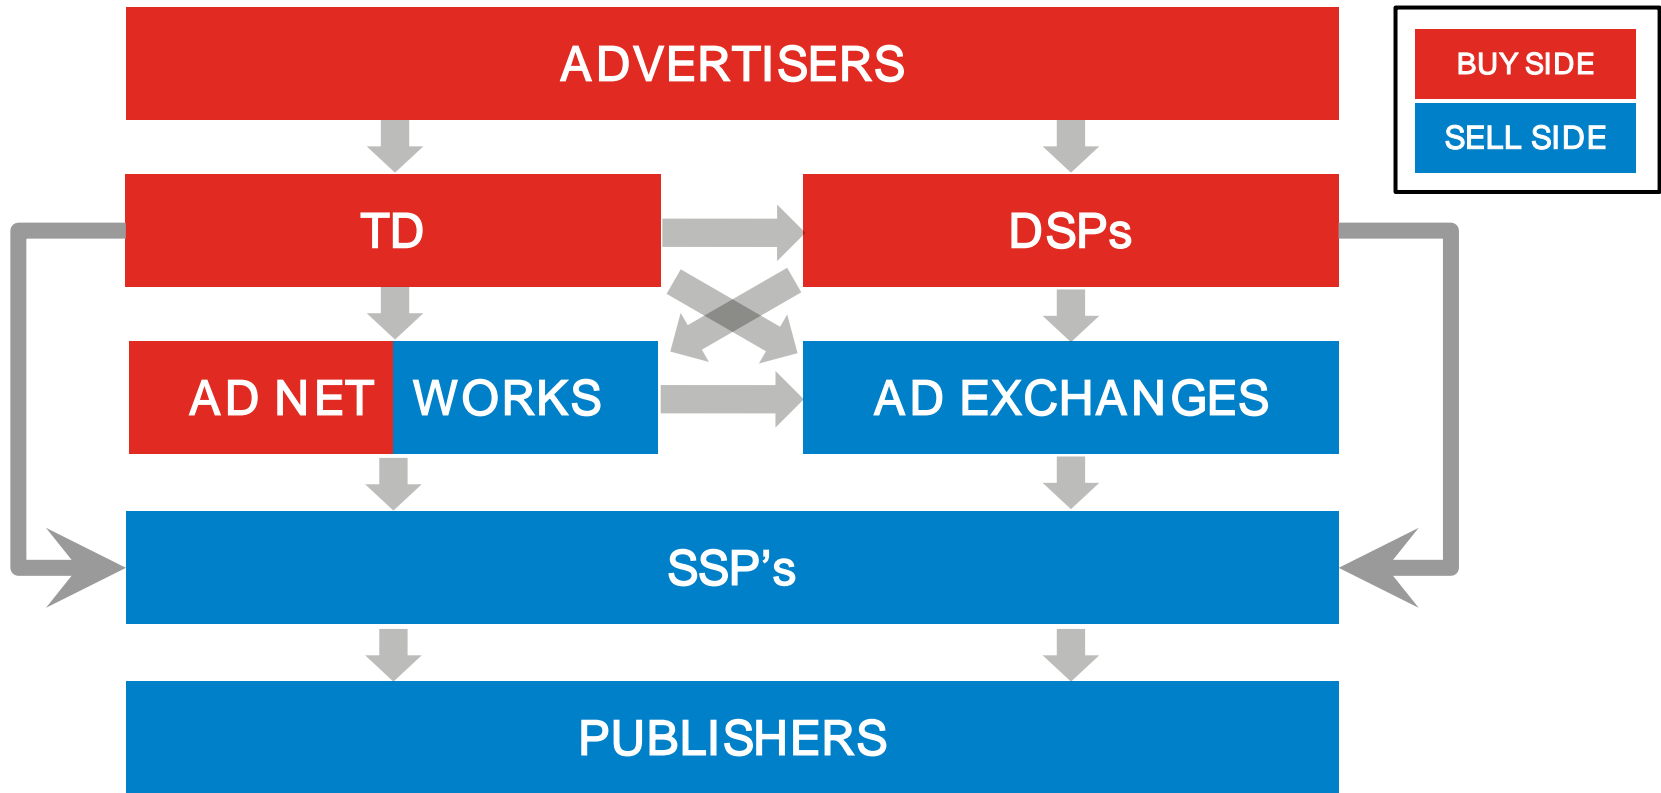 ADVERTISERS
BUY SIDE
SELL SIDE
TD
DSPs
AD NET WORKS
AD EXCHANGES
SSP’s
PUBLISHERS